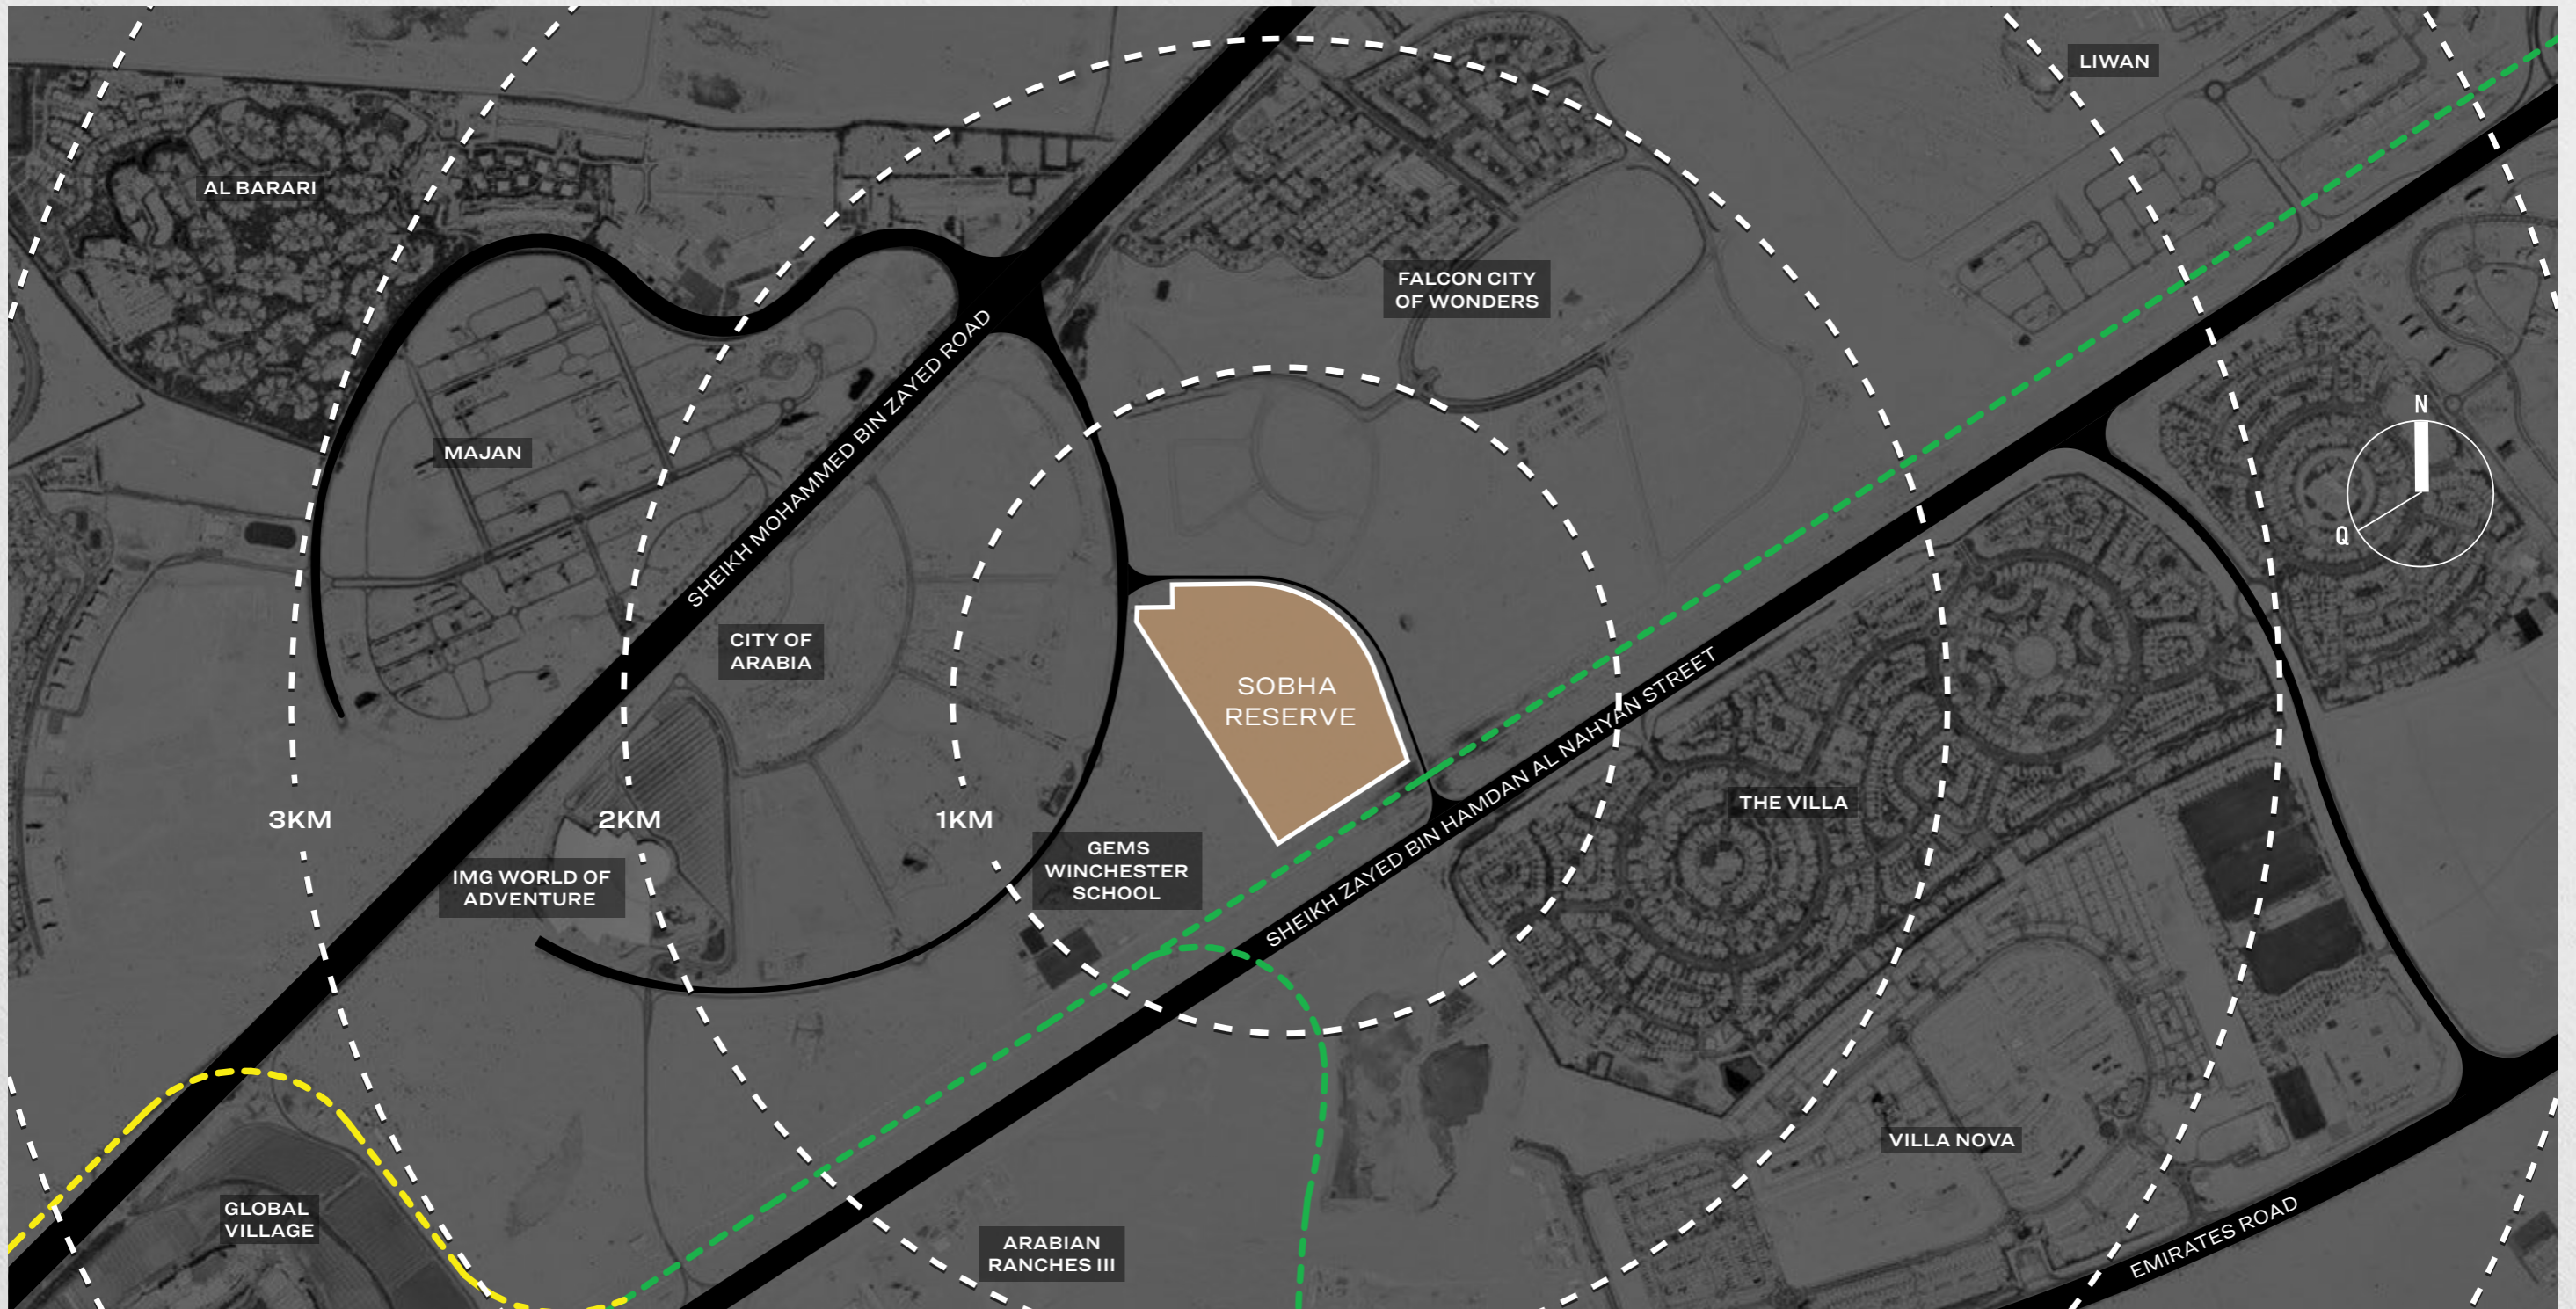 LIWAN
AL BARARI
FALCON CITY
OF WONDERS
SHEIKH MOHAMMED BIN ZAYED ROAD
N
Q
MAJAN
CITY OF
ARABIA
SOBHA
RESERVE
SHEIKH ZAYED BIN HAMDAN AL NAHYAN STREET
THE VILLA
3KM
2KM
1KM
GEMS
WINCHESTER
SCHOOL
IMG WORLD OF
ADVENTURE
VILLA NOVA
GLOBAL
VILLAGE
ARABIAN
RANCHES III
EMIRATES ROAD